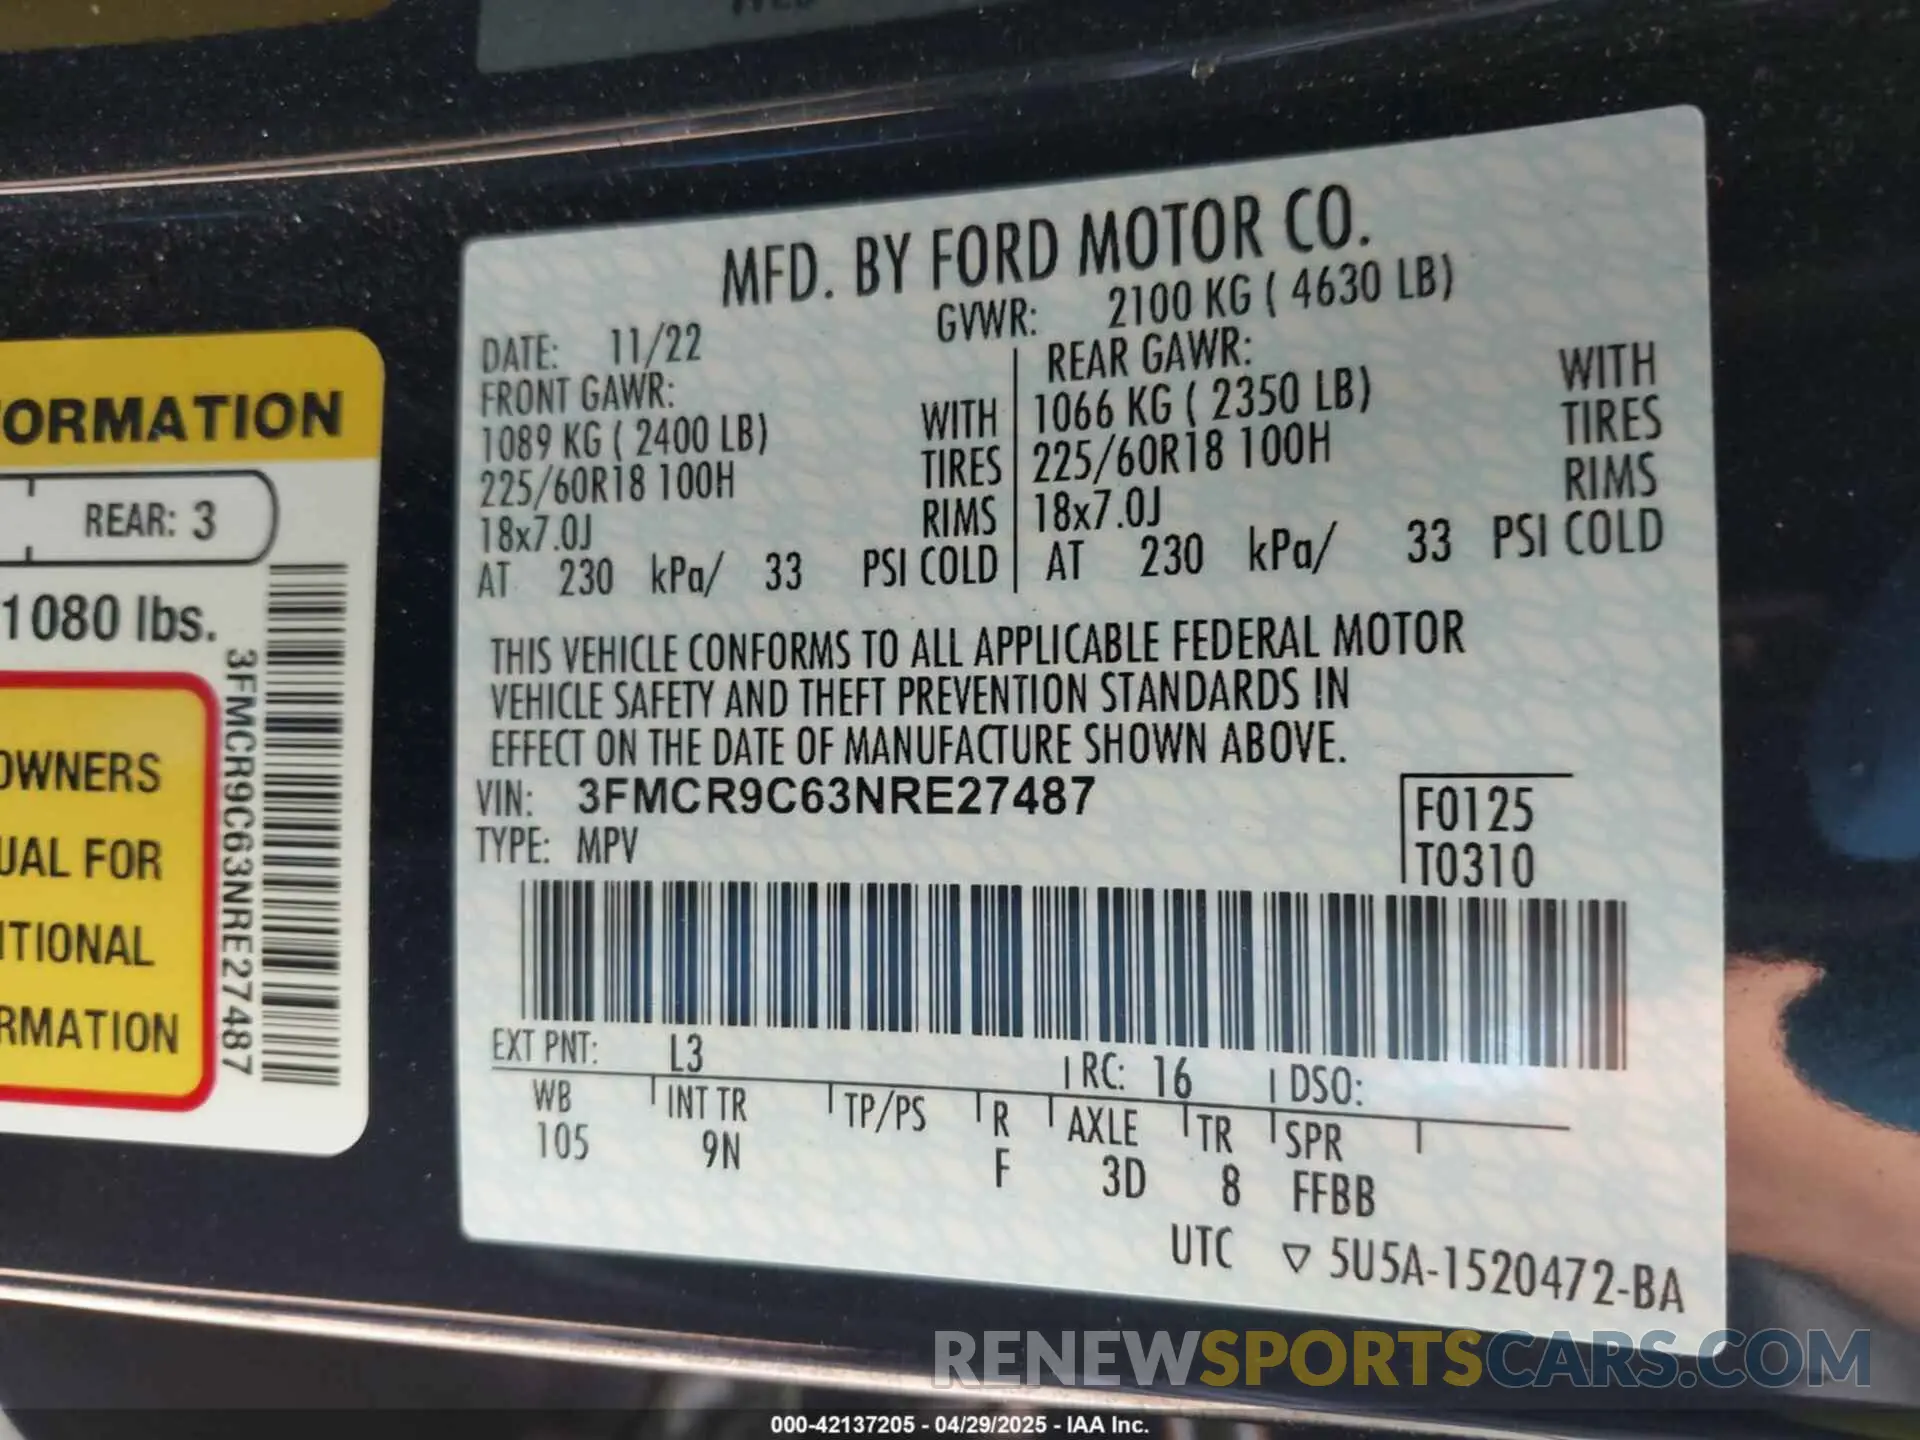 ORMATION
REAR: 3
1080 lbs.
OWNERS
UAL FOR
ITIONAL
RMATION
3FMCR9C63NRE27487
MFD. BY FORD MOTOR CO.
DATE: 11/22 GVWR: 2100 KG ( 4630 LB)
FRONT GAWR: REAR GAWR:
1089 KG ( 2400 LB) WITH 1066 KG ( 2350 LB) WITH
225/60R18 100H TIRES 225/60R18 100H TIRES
18x7.0J RIMS 18x7.0J RIMS
AT 230 kPa/ 33 PSI COLD AT 230 kPa/ 33 PSI COLD
THIS VEHICLE CONFORMS TO ALL APPLICABLE FEDERAL MOTOR
VEHICLE SAFETY AND THEFT PREVENTION STANDARDS IN
EFFECT ON THE DATE OF MANUFACTURE SHOWN ABOVE.
VIN: 3FMCR9C63NRE27487 F0125
TYPE: MPV T0310
EXT PNT: L3 RC: 16 DSO:
WB INT TR TP/PS R AXLE TR SPR
105 9N F 3D 8 FFBB
UTC ▽ 5U5A-1520472-BA
RENEWSPORTSCARS.COM
000-42137205 - 04/29/2025 - IAA Inc.